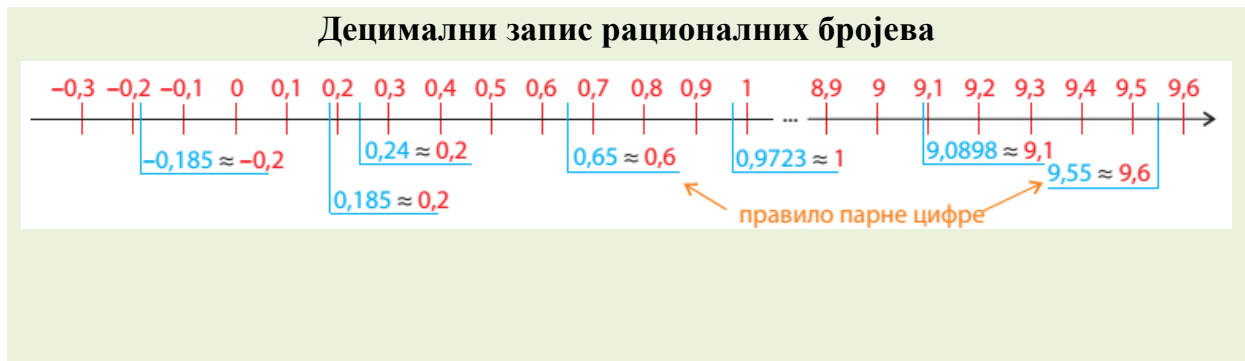 Децимални запис рационалних бројева
–0,3 –0,2 –0,1 0 0,1 0,2 0,3 0,4 0,5 0,6 0,7 0,8 0,9 1 8,9 9 9,1 9,2 9,3 9,4 9,5 9,6
...
–0,185 ≈ –0,2
0,24 ≈ 0,2
0,65 ≈ 0,6
0,9723 ≈ 1
9,0898 ≈ 9,1
9,55 ≈ 9,6
0,185 ≈ 0,2
правило парне цифре